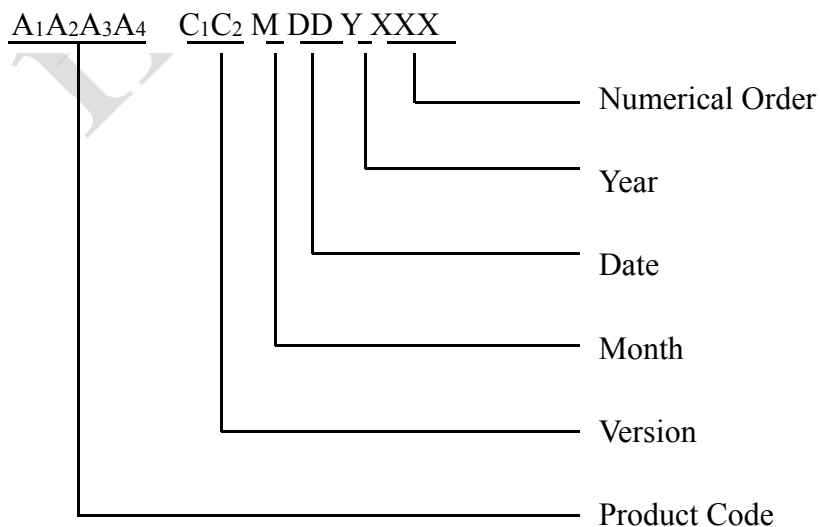 A₁A₂A₃A₄ C₁C₂ M DD Y XXX
Numerical Order
Year
Date
Month
Version
Product Code